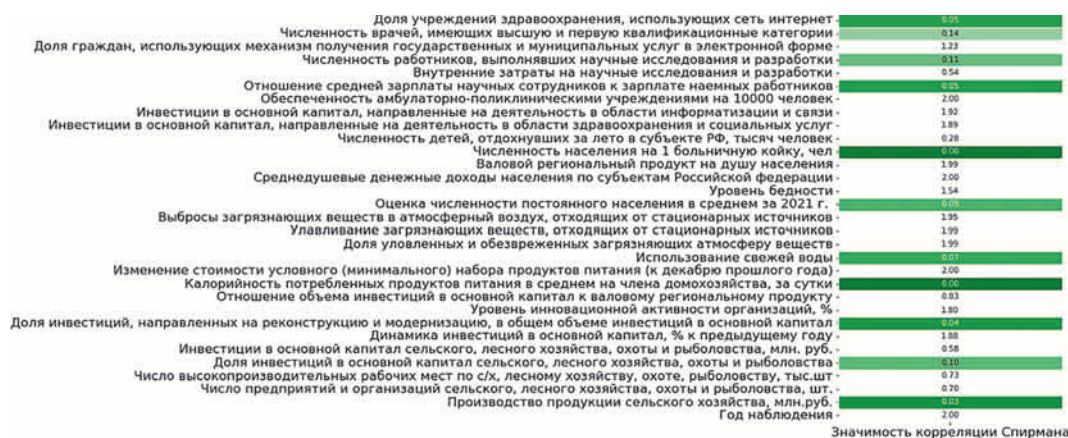 Доля учреждений здравоохранения, использующих сеть интернет - 0.05
Численность врачей, имеющих высшую и первую квалификационные категории - 0.14
Доля граждан, использующих механизм получения государственных и муниципальных услуг в электронной форме - 1.23
Численность работников, выполнявших научные исследования и разработки - 0.11
Внутренние затраты на научные исследования и разработки - 0.54
Отношение средней зарплаты научных сотрудников к зарплате наемных работников - 0.05
Обеспеченность амбулаторно-поликлиническими учреждениями на 10000 человек - 2.00
Инвестиции в основной капитал, направленные на деятельность в области информатизации и связи - 1.92
Инвестиции в основной капитал, направленные на деятельность в области здравоохранения и социальных услуг - 1.89
Численность детей, отдохнувших за лето в субъекте РФ, тысяч человек - 0.28
Численность населения на 1 больничную койку, чел - 0.00
Валовой региональный продукт на душу населения - 1.99
Среднедушевые денежные доходы населения по субъектам Российской федерации - 2.00
Уровень бедности - 1.54
Оценка численности постоянного населения в среднем за 2021 г. - 0.09
Выбросы загрязнающих веществ в атмосферный воздух, отходящих от стационарных источников - 1.95
Улавливание загрязнающих веществ, отходящих от стационарных источников - 1.99
Доля уловленных и обезвреженных загрязняющих атмосферу веществ - 1.99
Использование свежей воды - 0.07
Изменение стоимости условного (минимального) набора продуктов питания (к декабрю прошлого года) - 2.00
Калорийность потребленных продуктов питания в среднем на члена домохозяйства, за сутки - 0.00
Отношение объема инвестиций в основной капитал к валовому региональному продукту - 0.83
Уровень инновационной активности организаций, % - 1.80
Доля инвестиций, направленных на реконструкцию и модернизацию, в общем объеме инвестиций в основной капитал - 0.04
Динамика инвестиций в основной капитал, % к предыдущему году - 1.88
Инвестиции в основной капитал сельского, лесного хозяйства, охоты и рыболовства, млн. руб. - 0.58
Доля инвестиций в основной капитал сельского, лесного хозяйства, охоты и рыболовства - 0.10
Число высокопроизводительных рабочих мест по с/х, лесному хозяйству, охоте, рыболовству, тыс.шт - 0.73
Число предприятий и организаций сельского, лесного хозяйства, охоты и рыболовства, шт. - 0.70
Производство продукции сельского хозяйства, млн.руб. - 0.03
Год наблюдения - 2.00
Значимость корреляции Спирмана